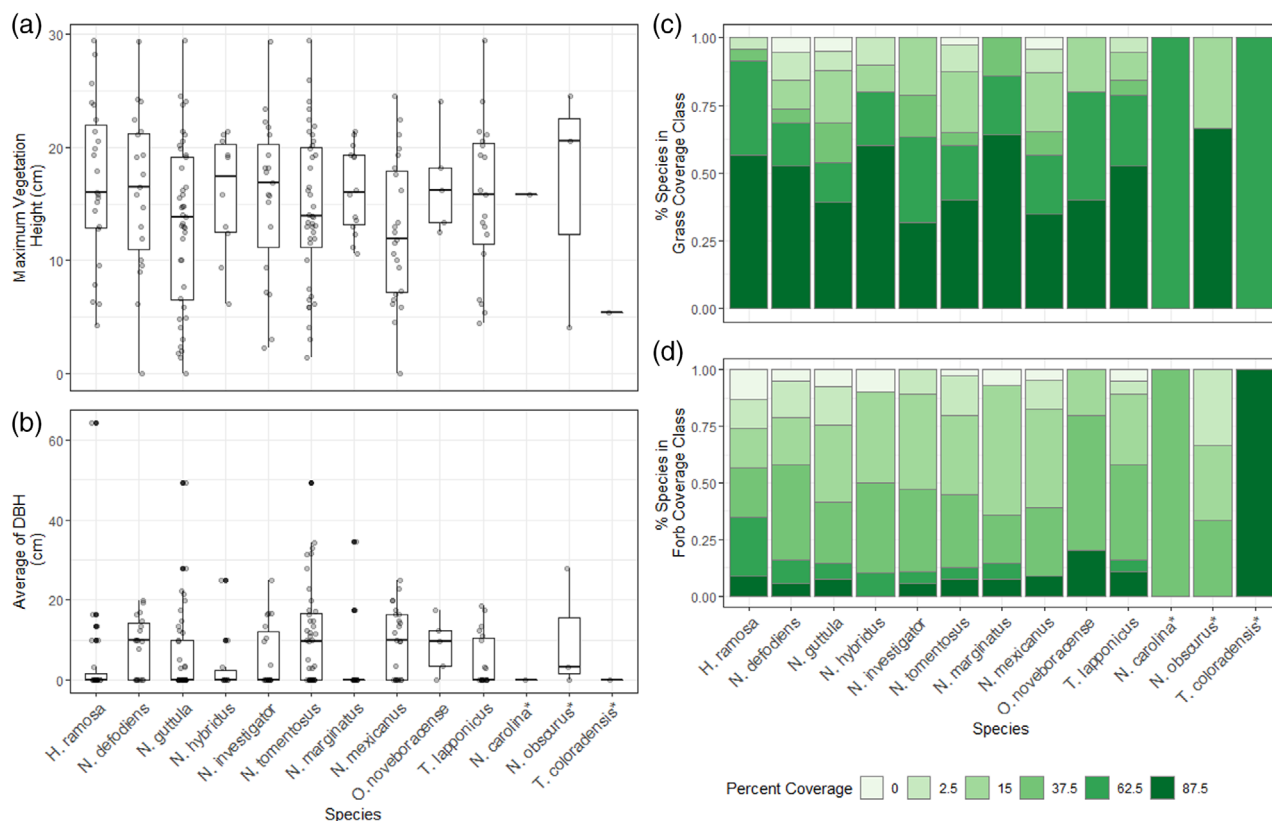 (a)
Maximum Vegetation
Height (cm)
30
20
10
0
(b)
Average of DBH
(cm)
60
40
20
0
H. ramosa
N. defodiens
N. guttula
N. hybridus
N. investigator
N. tomentosus
N. marginatus
N. mexicanus
O. noveboracense
T. lapponicus
N. carolina*
N. obscurus*
T. coloradensis*
Species
(c)
% Species in
Grass Coverage Class
1.00
0.75
0.50
0.25
0.00
(d)
% Species in
Forb Coverage Class
1.00
0.75
0.50
0.25
0.00
H. ramosa
N. defodiens
N. guttula
N. hybridus
N. investigator
N. tomentosus
N. marginatus
N. mexicanus
O. noveboracense
T. lapponicus
N. carolina*
N. obscurus*
T. coloradensis*
Species
Percent Coverage 0 2.5 15 37.5 62.5 87.5